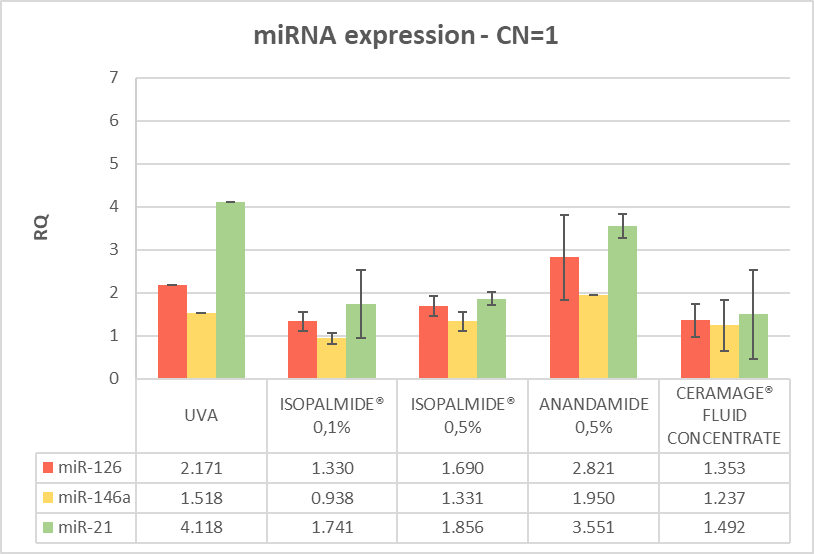 miRNA expression - CN=1
7
6
5
4
3
2
1
0
RQ
UVA
ISOPALMIDE® 0,1%
ISOPALMIDE® 0,5%
ANANDAMIDE 0,5%
CERAMAGE® FLUID CONCENTRATE
miR-126 2.171 1.330 1.690 2.821 1.353
miR-146a 1.518 0.938 1.331 1.950 1.237
miR-21 4.118 1.741 1.856 3.551 1.492